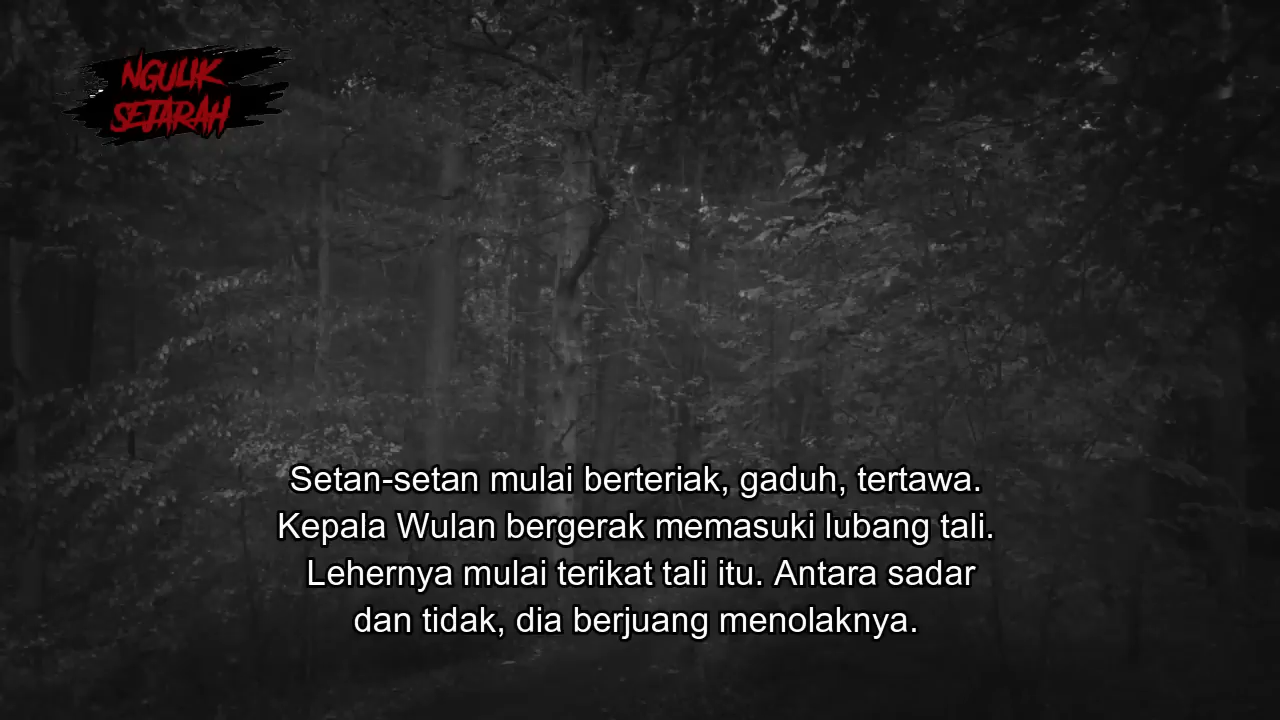 NGULIK
SEJARAH
Setan-setan mulai berteriak, gaduh, tertawa.
Kepala Wulan bergerak memasuki lubang tali.
Lehernya mulai terikat tali itu. Antara sadar
dan tidak, dia berjuang menolaknya.